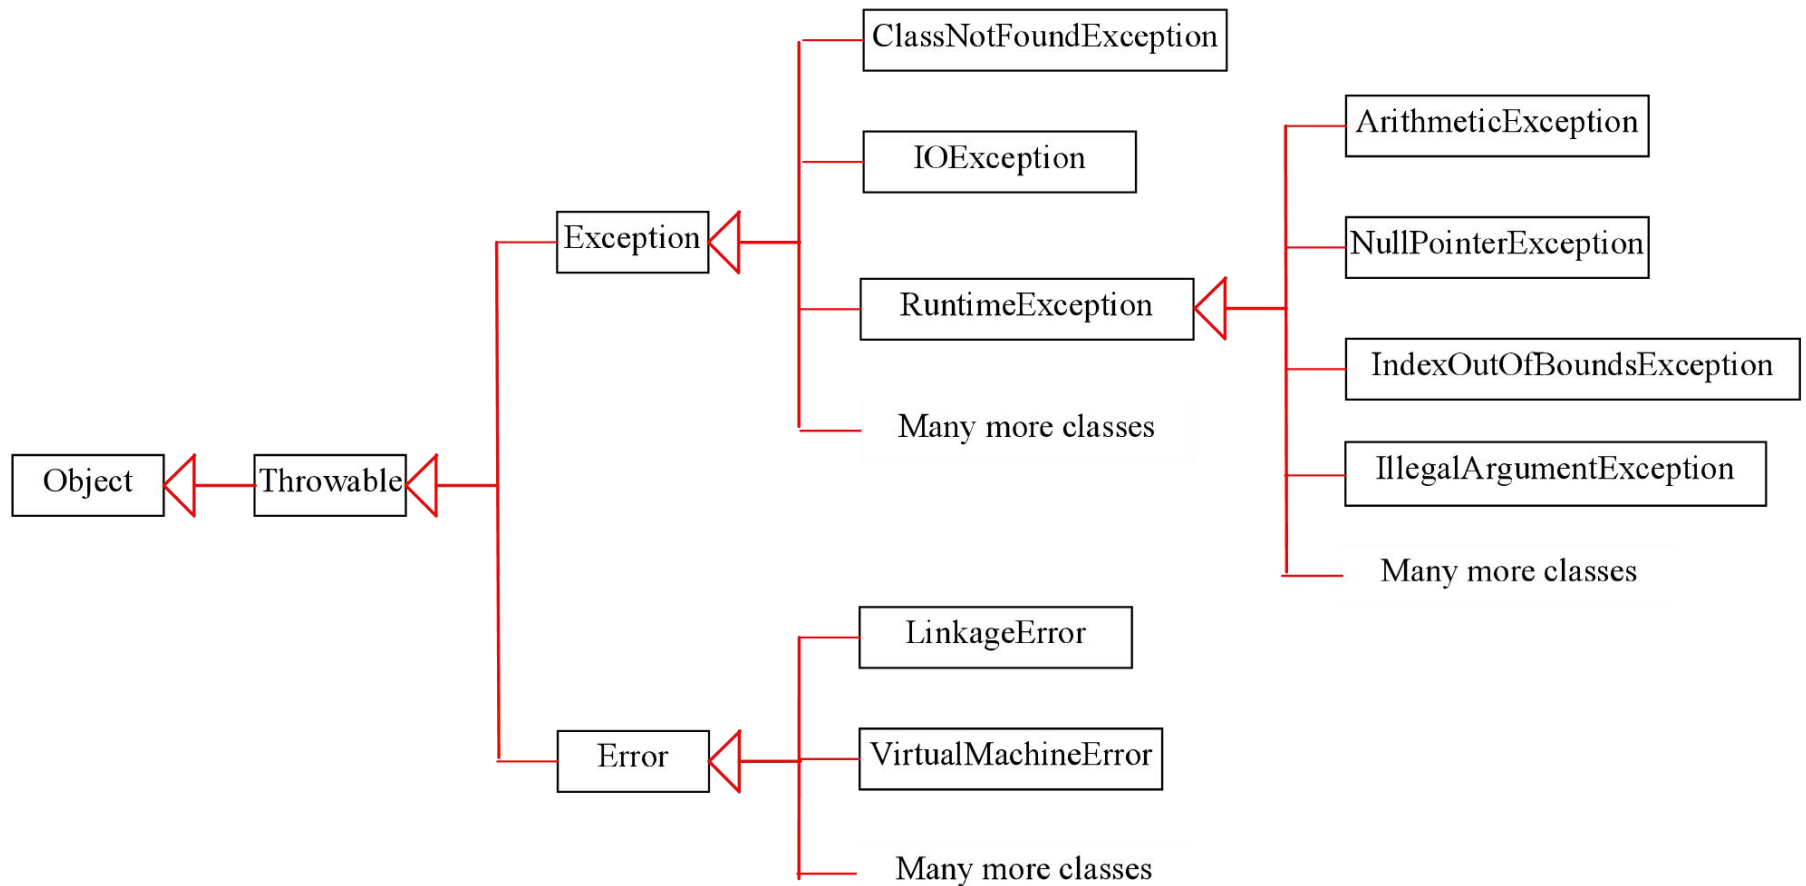 ClassNotFoundException
ArithmeticException
IOException
NullPointerException
Exception
RuntimeException
IndexOutOfBoundsException
Many more classes
Object
Throwable
IllegalArgumentException
Many more classes
LinkageError
Error
VirtualMachineError
Many more classes